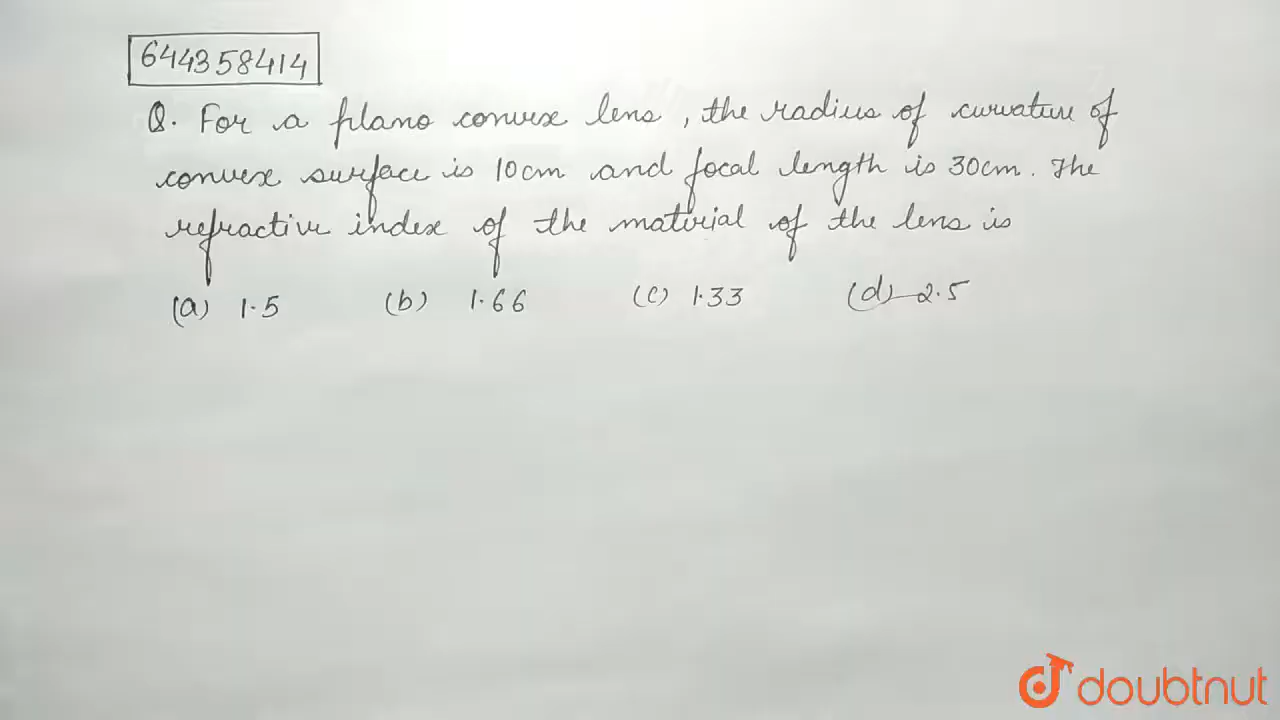 644358414
Q. For a plano convex lens, the radius of curvature of
convex surface is 10cm and focal length is 30cm. The
refractive index of the material of the lens is
(a) 1.5 (b) 1.66 (c) 1.33 (d) 2.5
doubtnut